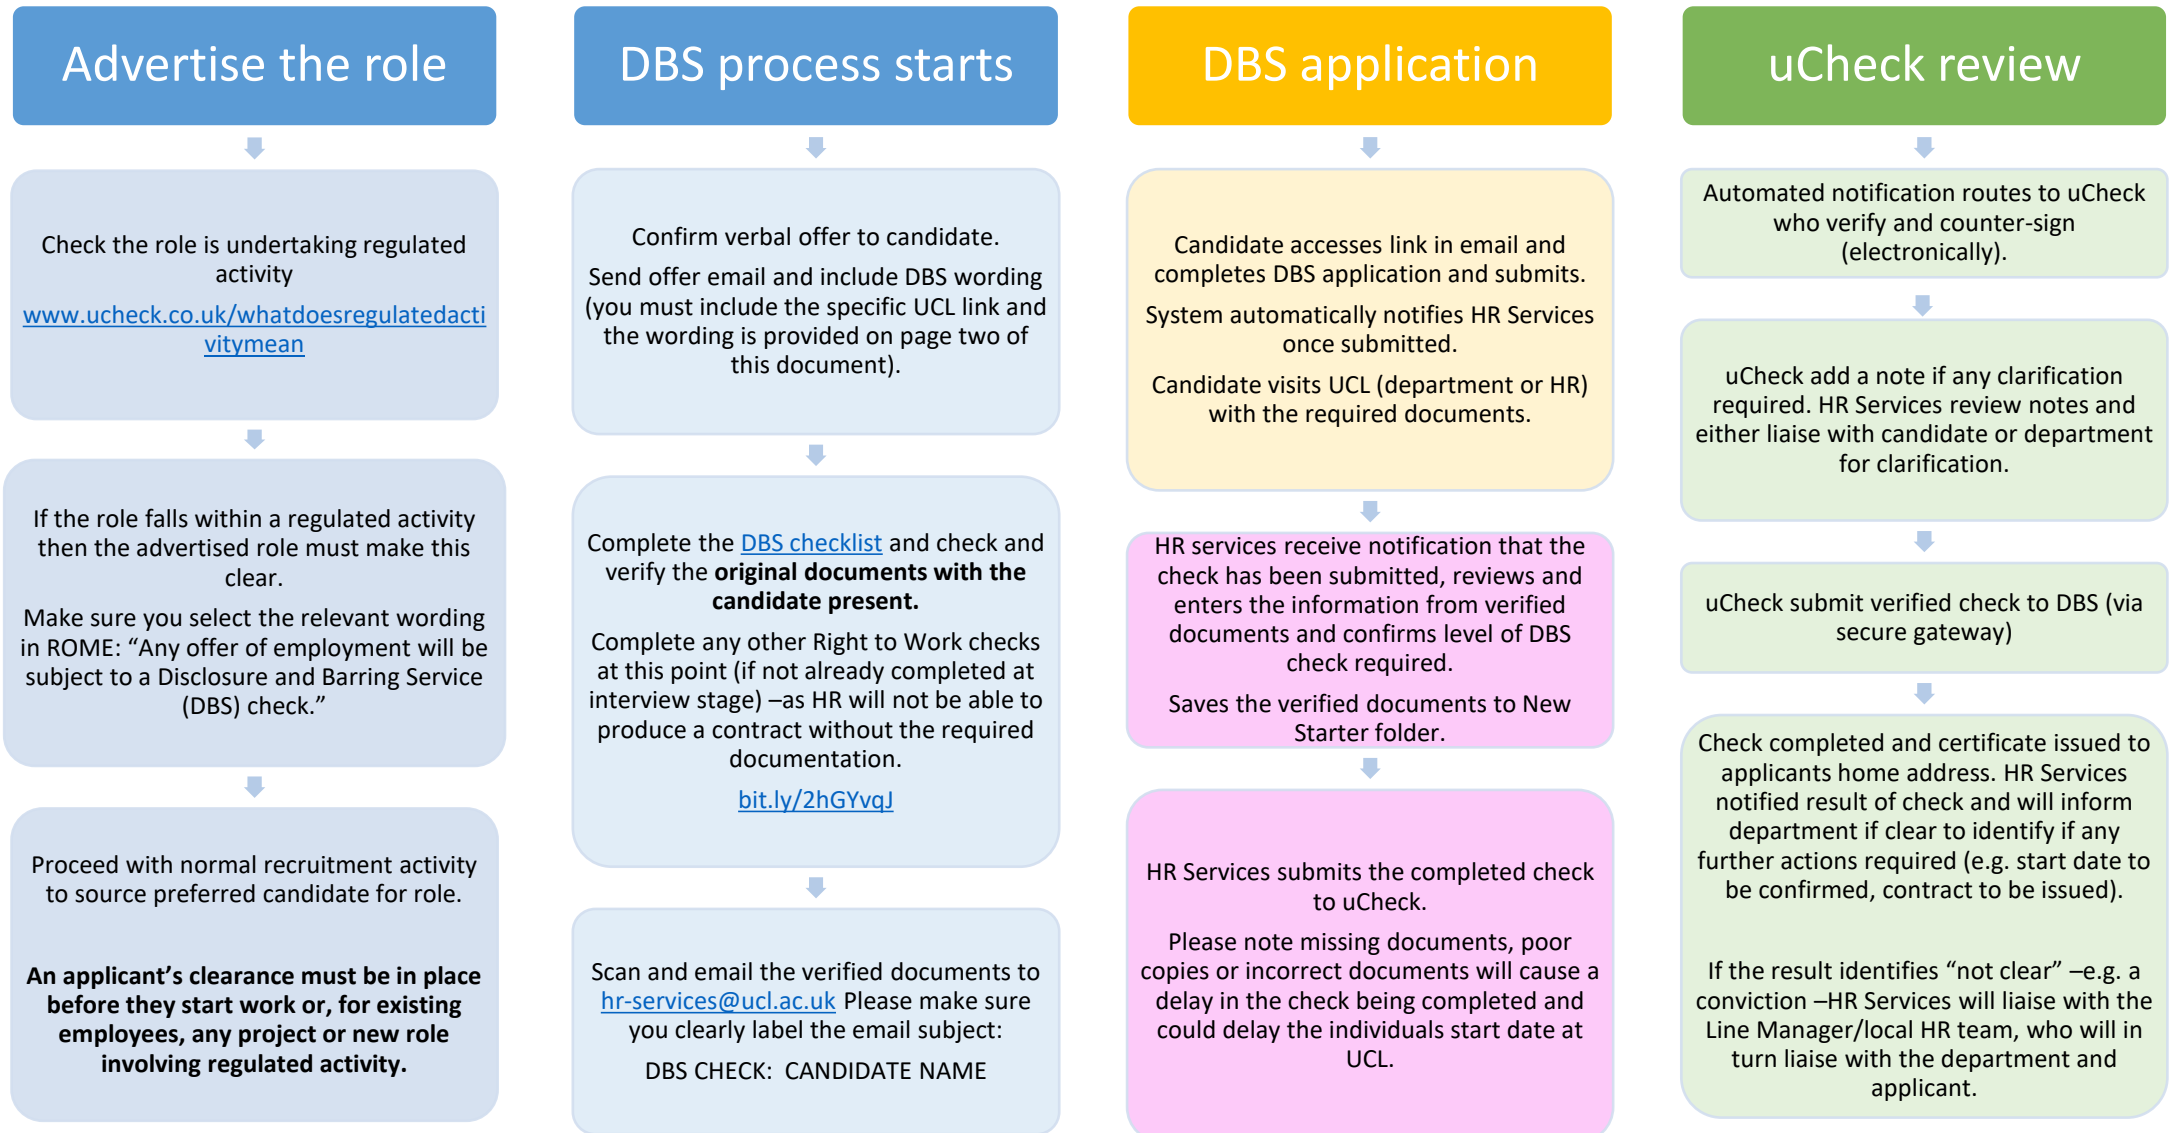 Advertise the role
Check the role is undertaking regulated
activity
www.ucheck.co.uk/whatdoesregulatedacti
vitymean
If the role falls within a regulated activity
then the advertised role must make this
clear.
Make sure you select the relevant wording
in ROME: “Any offer of employment will be
subject to a Disclosure and Barring Service
(DBS) check.”
Proceed with normal recruitment activity
to source preferred candidate for role.
An applicant’s clearance must be in place
before they start work or, for existing
employees, any project or new role
involving regulated activity.
DBS process starts
Confirm verbal offer to candidate.
Send offer email and include DBS wording
(you must include the specific UCL link and
the wording is provided on page two of
this document).
Complete the DBS checklist and check and
verify the original documents with the
candidate present.
Complete any other Right to Work checks
at this point (if not already completed at
interview stage) –as HR will not be able to
produce a contract without the required
documentation.
bit.ly/2hGYvqJ
Scan and email the verified documents to
hr-services@ucl.ac.uk Please make sure
you clearly label the email subject:
DBS CHECK:  CANDIDATE NAME
DBS application
Candidate accesses link in email and
completes DBS application and submits.
System automatically notifies HR Services
once submitted.
Candidate visits UCL (department or HR)
with the required documents.
HR services receive notification that the
check has been submitted, reviews and
enters the information from verified
documents and confirms level of DBS
check required.
Saves the verified documents to New
Starter folder.
HR Services submits the completed check
to uCheck.
Please note missing documents, poor
copies or incorrect documents will cause a
delay in the check being completed and
could delay the individuals start date at
UCL.
uCheck review
Automated notification routes to uCheck
who verify and counter-sign
(electronically).
uCheck add a note if any clarification
required. HR Services review notes and
either liaise with candidate or department
for clarification.
uCheck submit verified check to DBS (via
secure gateway)
Check completed and certificate issued to
applicants home address. HR Services
notified result of check and will inform
department if clear to identify if any
further actions required (e.g. start date to
be confirmed, contract to be issued).
If the result identifies “not clear” –e.g. a
conviction –HR Services will liaise with the
Line Manager/local HR team, who will in
turn liaise with the department and
applicant.